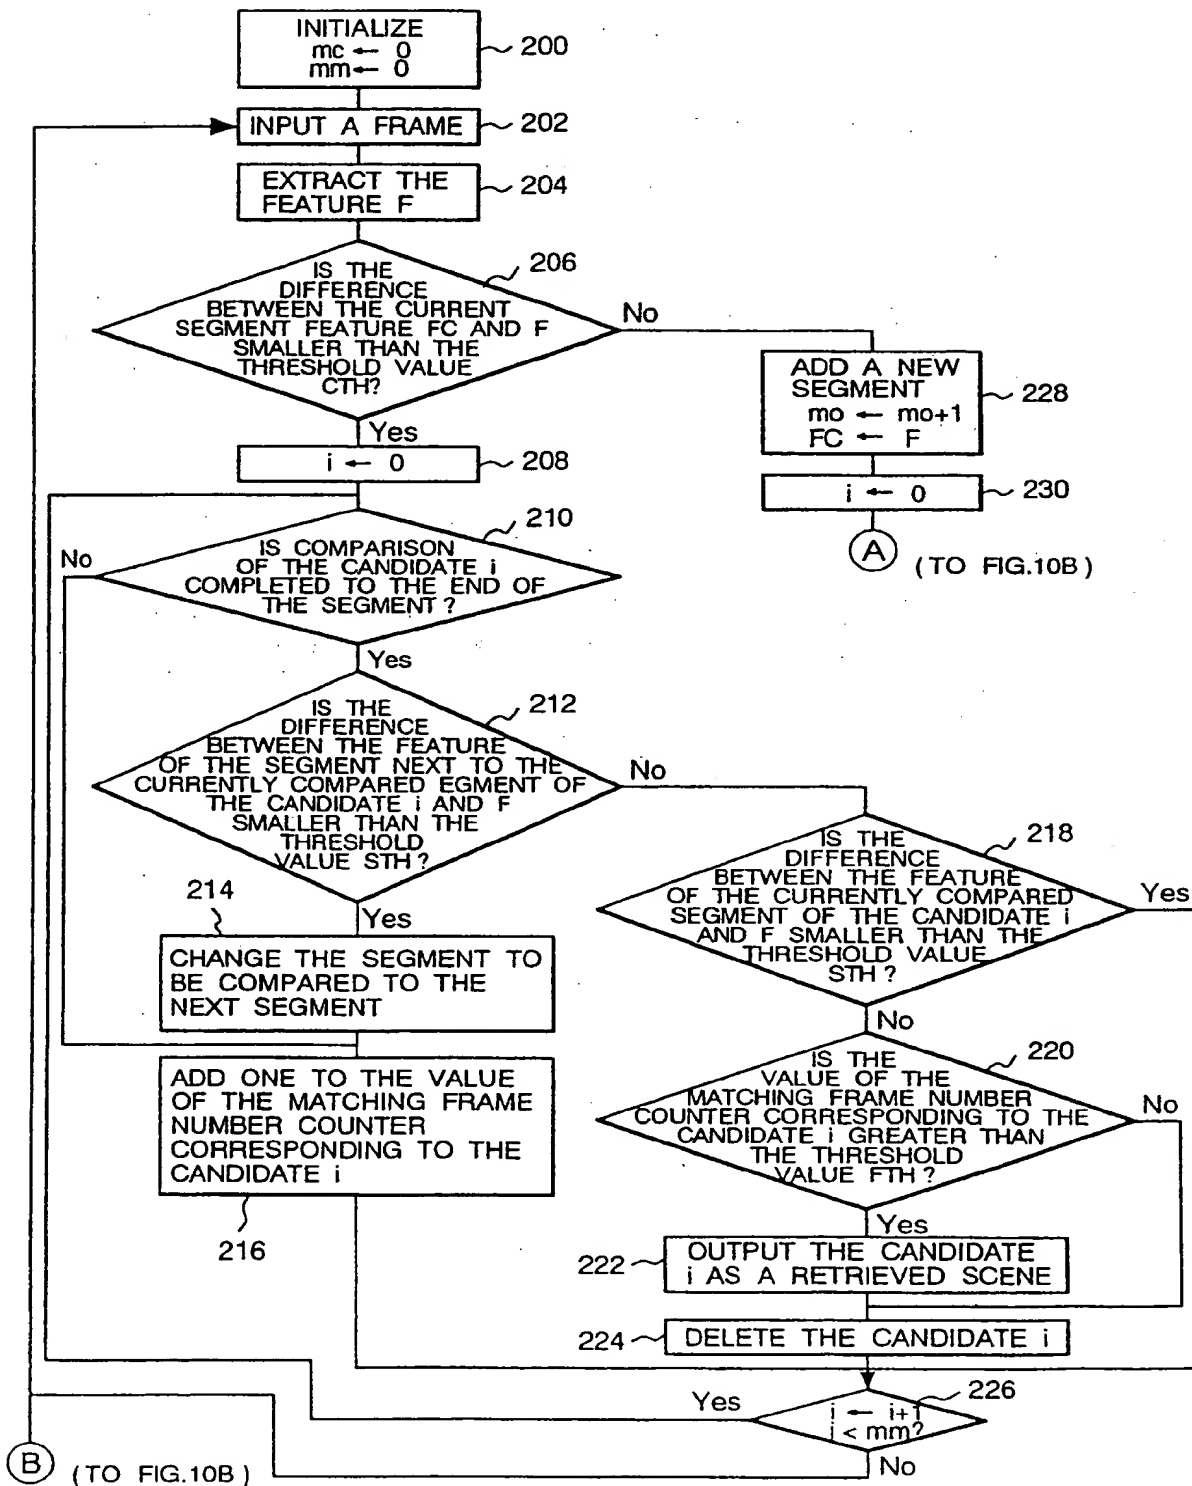 INITIALIZE
mc ← 0
mm ← 0
200
INPUT A FRAME
202
EXTRACT THE
FEATURE F
204
206
IS THE
DIFFERENCE
BETWEEN THE CURRENT
SEGMENT FEATURE FC AND F
SMALLER THAN THE
THRESHOLD VALUE
CTH?
No
Yes
ADD A NEW
SEGMENT
mo ← mo+1
FC ← F
228
i ← 0
208
i ← 0
230
A
(TO FIG.10B)
210
No
IS COMPARISON
OF THE CANDIDATE i
COMPLETED TO THE END OF
THE SEGMENT?
Yes
212
IS THE
DIFFERENCE
BETWEEN THE FEATURE
OF THE SEGMENT NEXT TO THE
CURRENTLY COMPARED EGMENT OF
THE CANDIDATE i AND F
SMALLER THAN THE
THRESHOLD
VALUE STH?
No
Yes
218
IS THE
DIFFERENCE
BETWEEN THE FEATURE
OF THE CURRENTLY COMPARED
SEGMENT OF THE CANDIDATE i
AND F SMALLER THAN THE
THRESHOLD VALUE
STH?
Yes
No
214
CHANGE THE SEGMENT TO
BE COMPARED TO THE
NEXT SEGMENT
ADD ONE TO THE VALUE
OF THE MATCHING FRAME
NUMBER COUNTER
CORRESPONDING TO THE
CANDIDATE i
216
220
IS THE
VALUE OF THE
MATCHING FRAME NUMBER
COUNTER CORRESPONDING TO THE
CANDIDATE i GREATER THAN
THE THRESHOLD
VALUE FTH?
No
Yes
222
OUTPUT THE CANDIDATE
i AS A RETRIEVED SCENE
224
DELETE THE CANDIDATE i
226
Yes
i ← i+1
i < mm?
No
B
(TO FIG.10B)